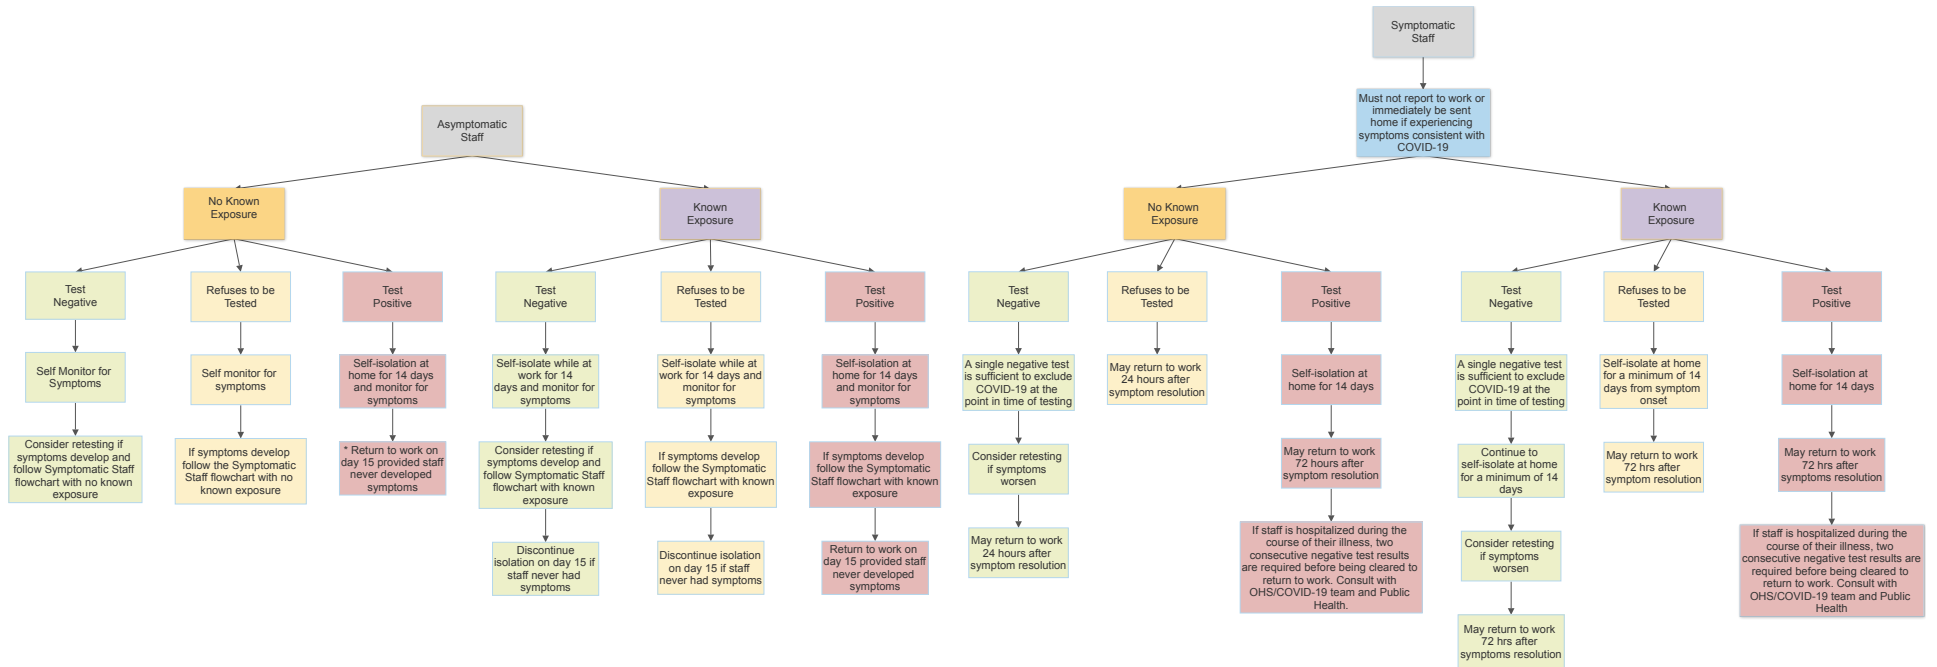 Symptomatic
Staff
Must not report to work or
immediately be sent
home if experiencing
symptoms consistent with
COVID-19
Asymptomatic
Staff
No Known
Exposure
Known
Exposure
No Known
Exposure
Known
Exposure
Test
Negative
Refuses to be
Tested
Test
Positive
Test
Negative
Refuses to be
Tested
Test
Positive
Test
Negative
Refuses to be
Tested
Test
Positive
Test
Negative
Refuses to be
Tested
Test
Positive
Self Monitor for
Symptoms
Self monitor for
symptoms
Self-isolation at
home for 14 days
and monitor for
symptoms
Self-isolate while at
work for 14
days and monitor for
symptoms
Self-isolate while at
work for 14 days and
monitor for
symptoms
Self-isolation at
home for 14 days
and monitor for
symptoms
A single negative test
is sufficient to exclude
COVID-19 at the
point in time of testing
May return to work
24 hours after
symptom resolution
Self-isolation at
home for 14 days
A single negative test
is sufficient to exclude
COVID-19 at the
point in time of testing
Self-isolate at home
for a minimum of 14
days from symptom
onset
Self-isolation at
home for 14 days
Consider retesting if
symptoms develop and
follow Symptomatic Staff
flowchart with no known
exposure
If symptoms develop
follow the Symptomatic
Staff flowchart with no
known exposure
* Return to work on
day 15 provided staff
never developed
symptoms
Consider retesting if
symptoms develop and
follow Symptomatic Staff
flowchart with known
exposure
If symptoms develop
follow the Symptomatic
Staff flowchart with known
exposure
If symptoms develop
follow the Symptomatic
Staff flowchart with known
exposure
Consider retesting
if symptoms
worsen
May return to work
72 hours after
symptom resolution
Continue to
self-isolate at home
for a minimum of 14
days
May return to work
72 hrs after
symptom resolution
May return to work
72 hrs after
symptoms resolution
Discontinue
isolation on day 15 if
staff never had
symptoms
Discontinue isolation
on day 15 if staff
never had symptoms
Return to work on
day 15 provided staff
never developed
symptoms
May return to work
24 hours after
symptom resolution
If staff is hospitalized during the
course of their illness, two
consecutive negative test results
are required before being cleared to
return to work. Consult with
OHS/COVID-19 team and Public
Health.
Consider retesting
if symptoms
worsen
If staff is hospitalized during the
course of their illness, two
consecutive negative test results are
required before being cleared to
return to work. Consult with
OHS/COVID-19 team and Public
Health
May return to work
72 hrs after
symptoms resolution